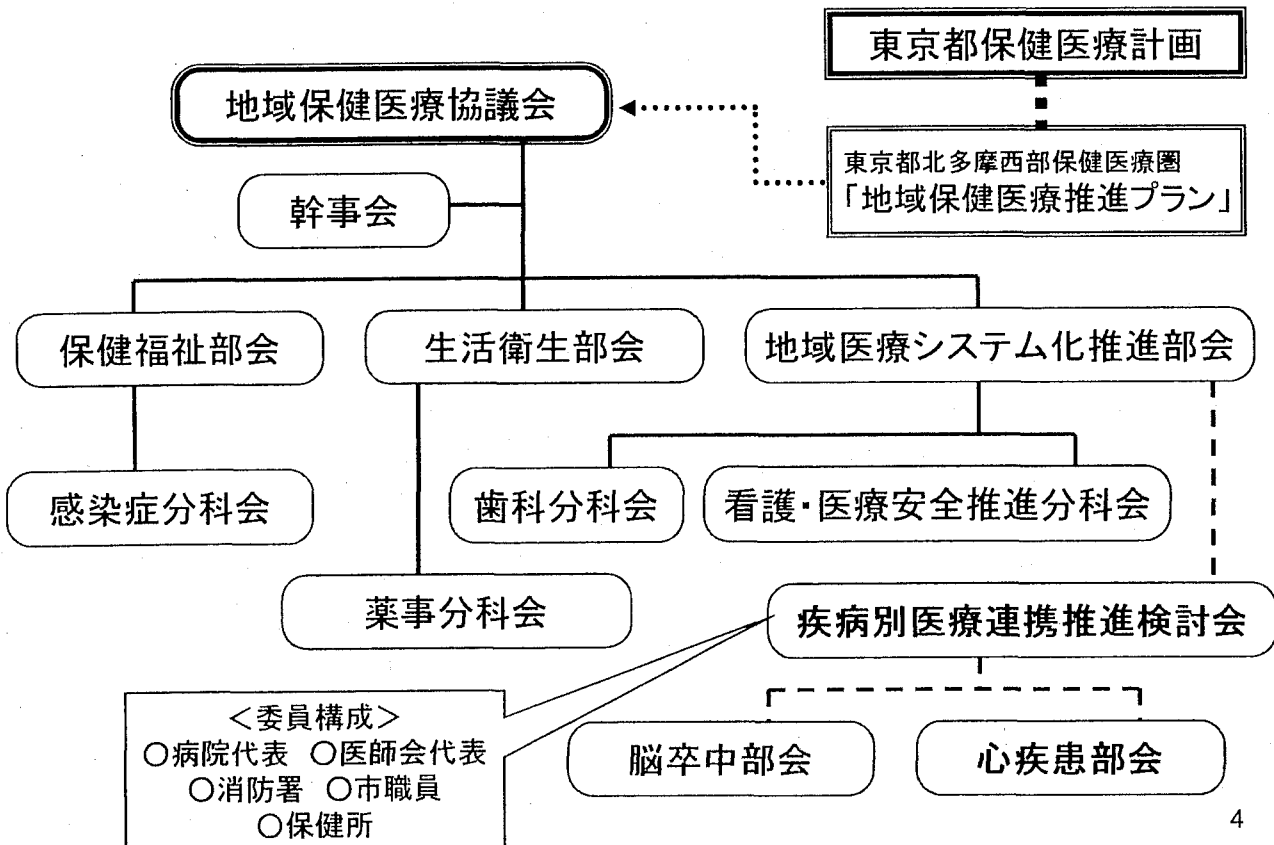 東京都保健医療計画
地域保健医療協議会
東京都北多摩西部保健医療圏
「地域保健医療推進プラン」
幹事会
保健福祉部会
生活衛生部会
地域医療システム化推進部会
感染症分科会
歯科分科会
看護・医療安全推進分科会
薬事分科会
疾病別医療連携推進検討会
<委員構成>
○病院代表 ○医師会代表
○消防署 ○市職員
○保健所
脳卒中部会
心疾患部会
4